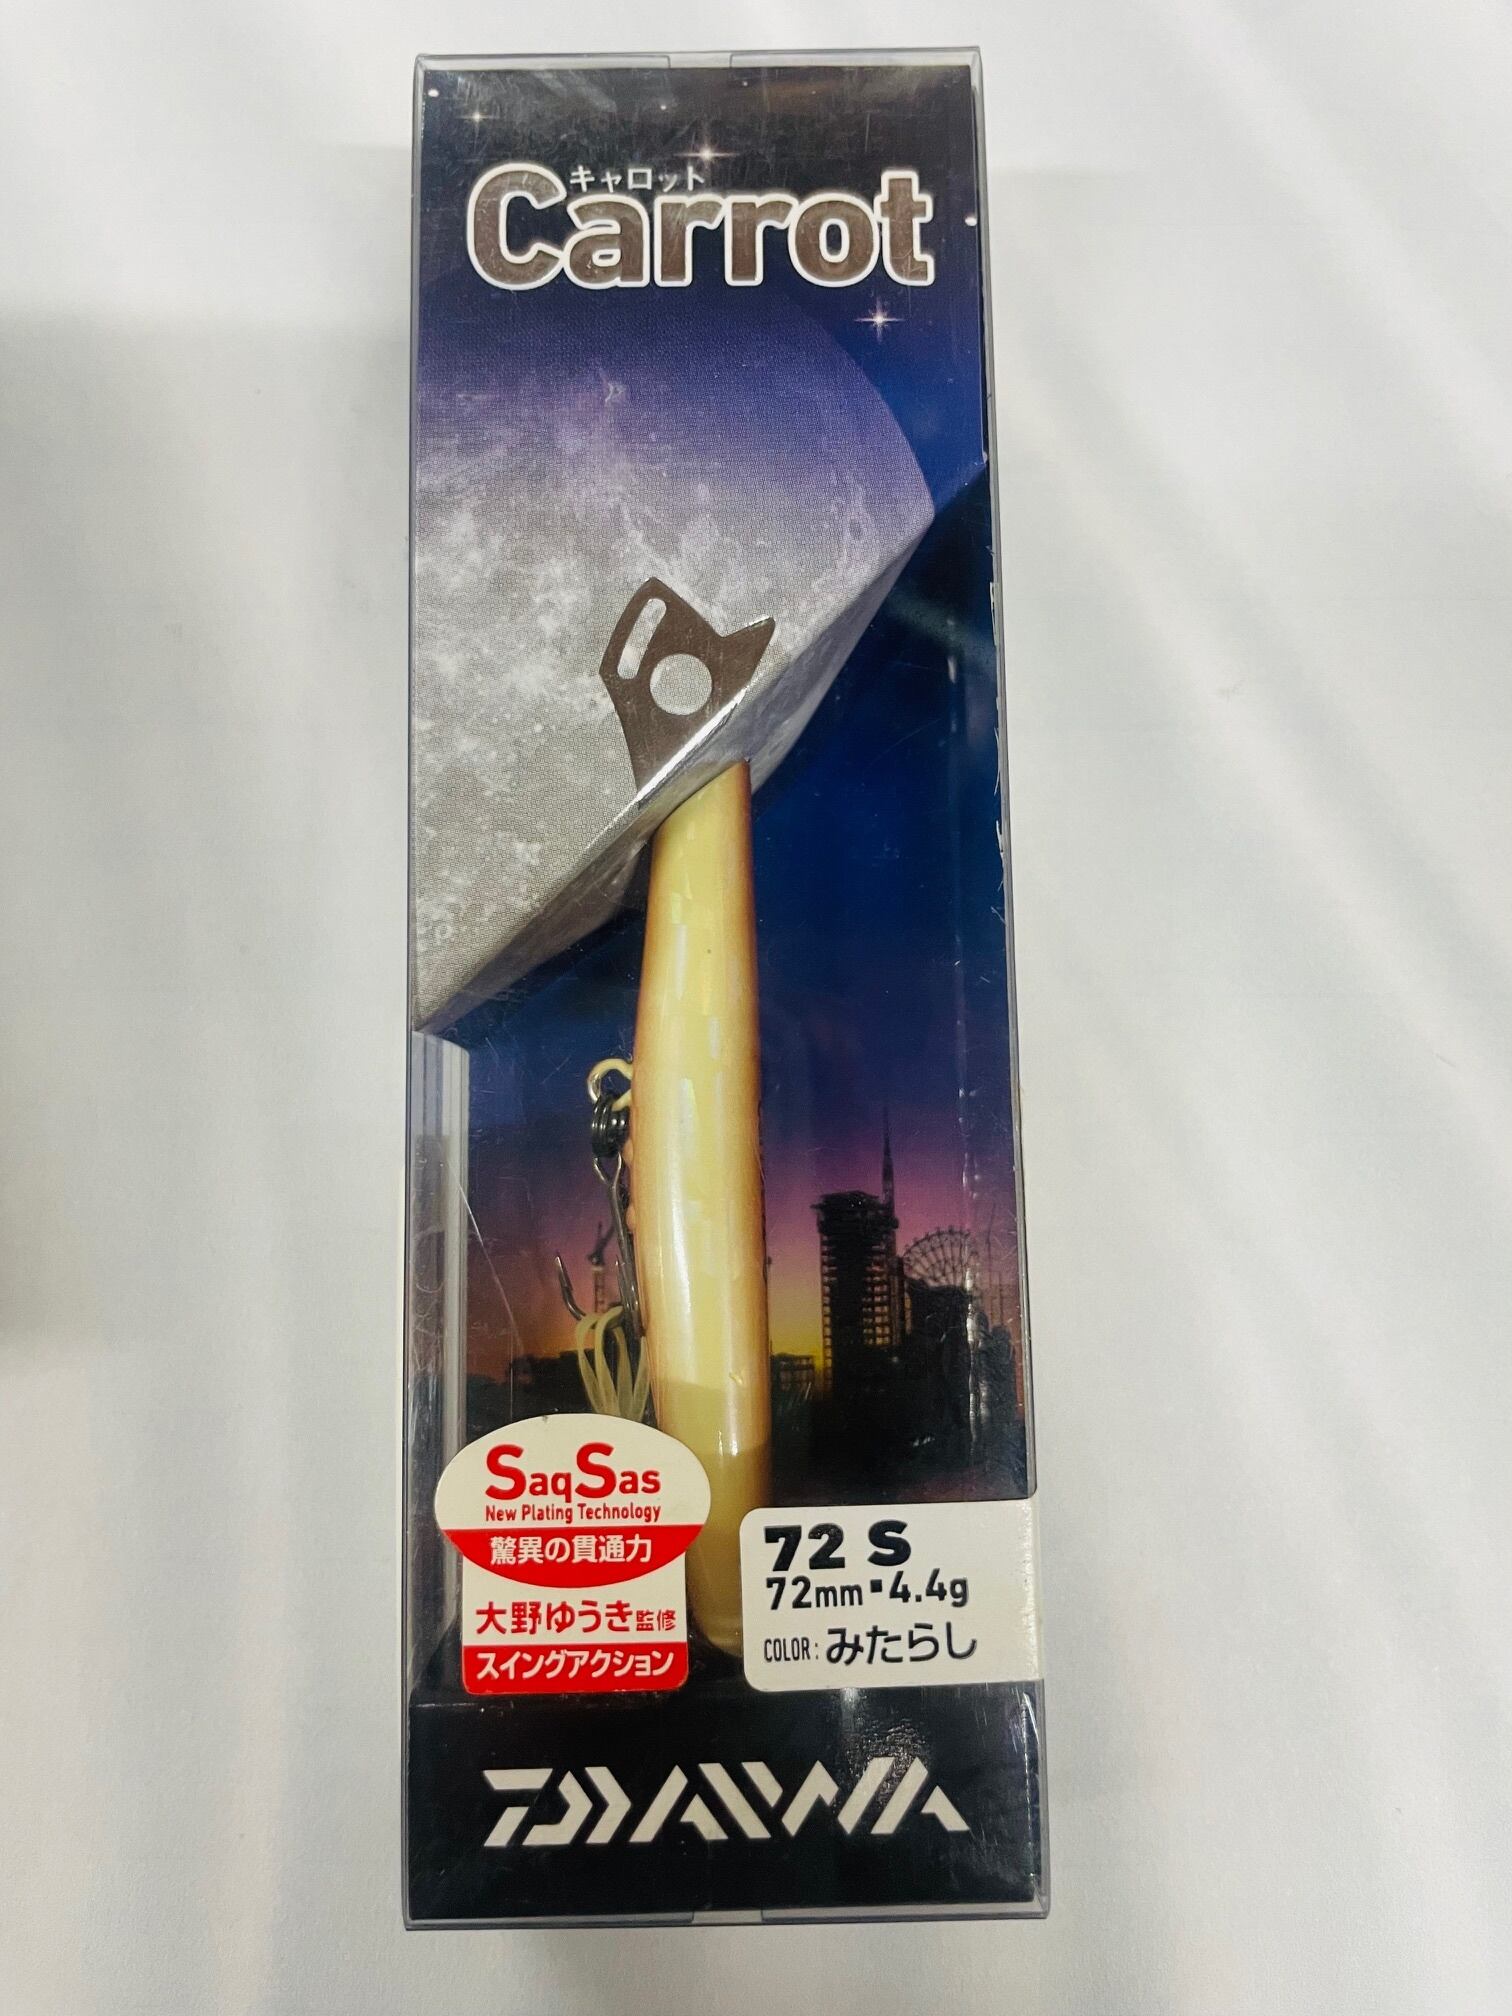 キャロット
Carrot
SaqSas
New Plating Technology
驚異の貫通力
大野ゆうき監修
スイングアクション
72 S
72mm▪4.4g
COLOR: みたらし
DAIWA